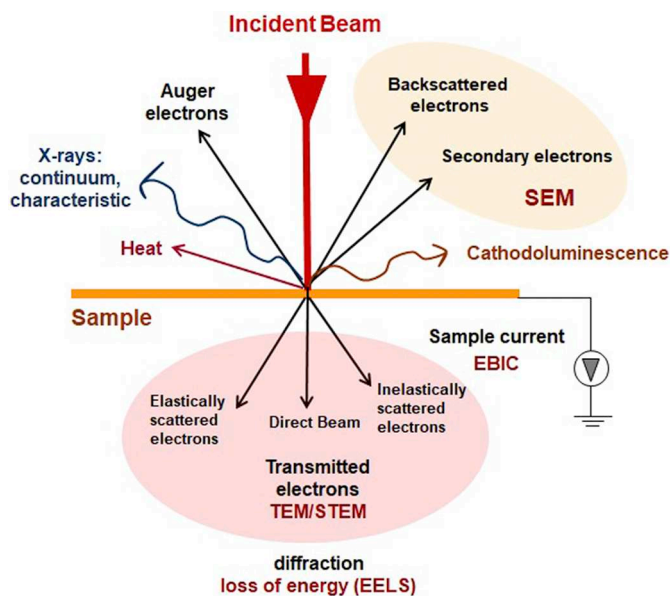 Incident Beam
Auger
electrons
Backscattered
electrons
Secondary electrons
SEM
X-rays:
continuum,
characteristic
Heat
Cathodoluminescence
Sample
Sample current
EBIC
Elastically
scattered
electrons
Direct Beam
Inelastically
scattered
electrons
Transmitted
electrons
TEM/STEM
diffraction
loss of energy (EELS)